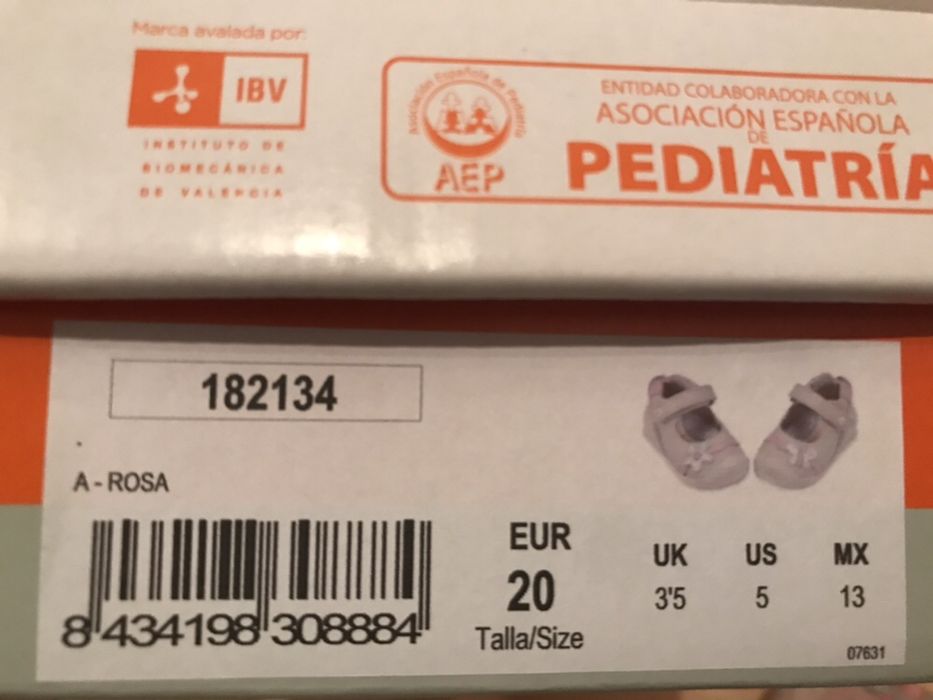 Marca avalada por:
IBV
INSTITUTO DE
BIOMECÁNICA
DE VALENCIA
Asociación Española de Pediatría
AEP
ENTIDAD COLABORADORA CON LA
ASOCIACIÓN ESPAÑOLA
DE
PEDIATRÍA
182134
A - ROSA
8 434198 308884
EUR
20
Talla/Size
UK
3'5
US
5
MX
13
07631